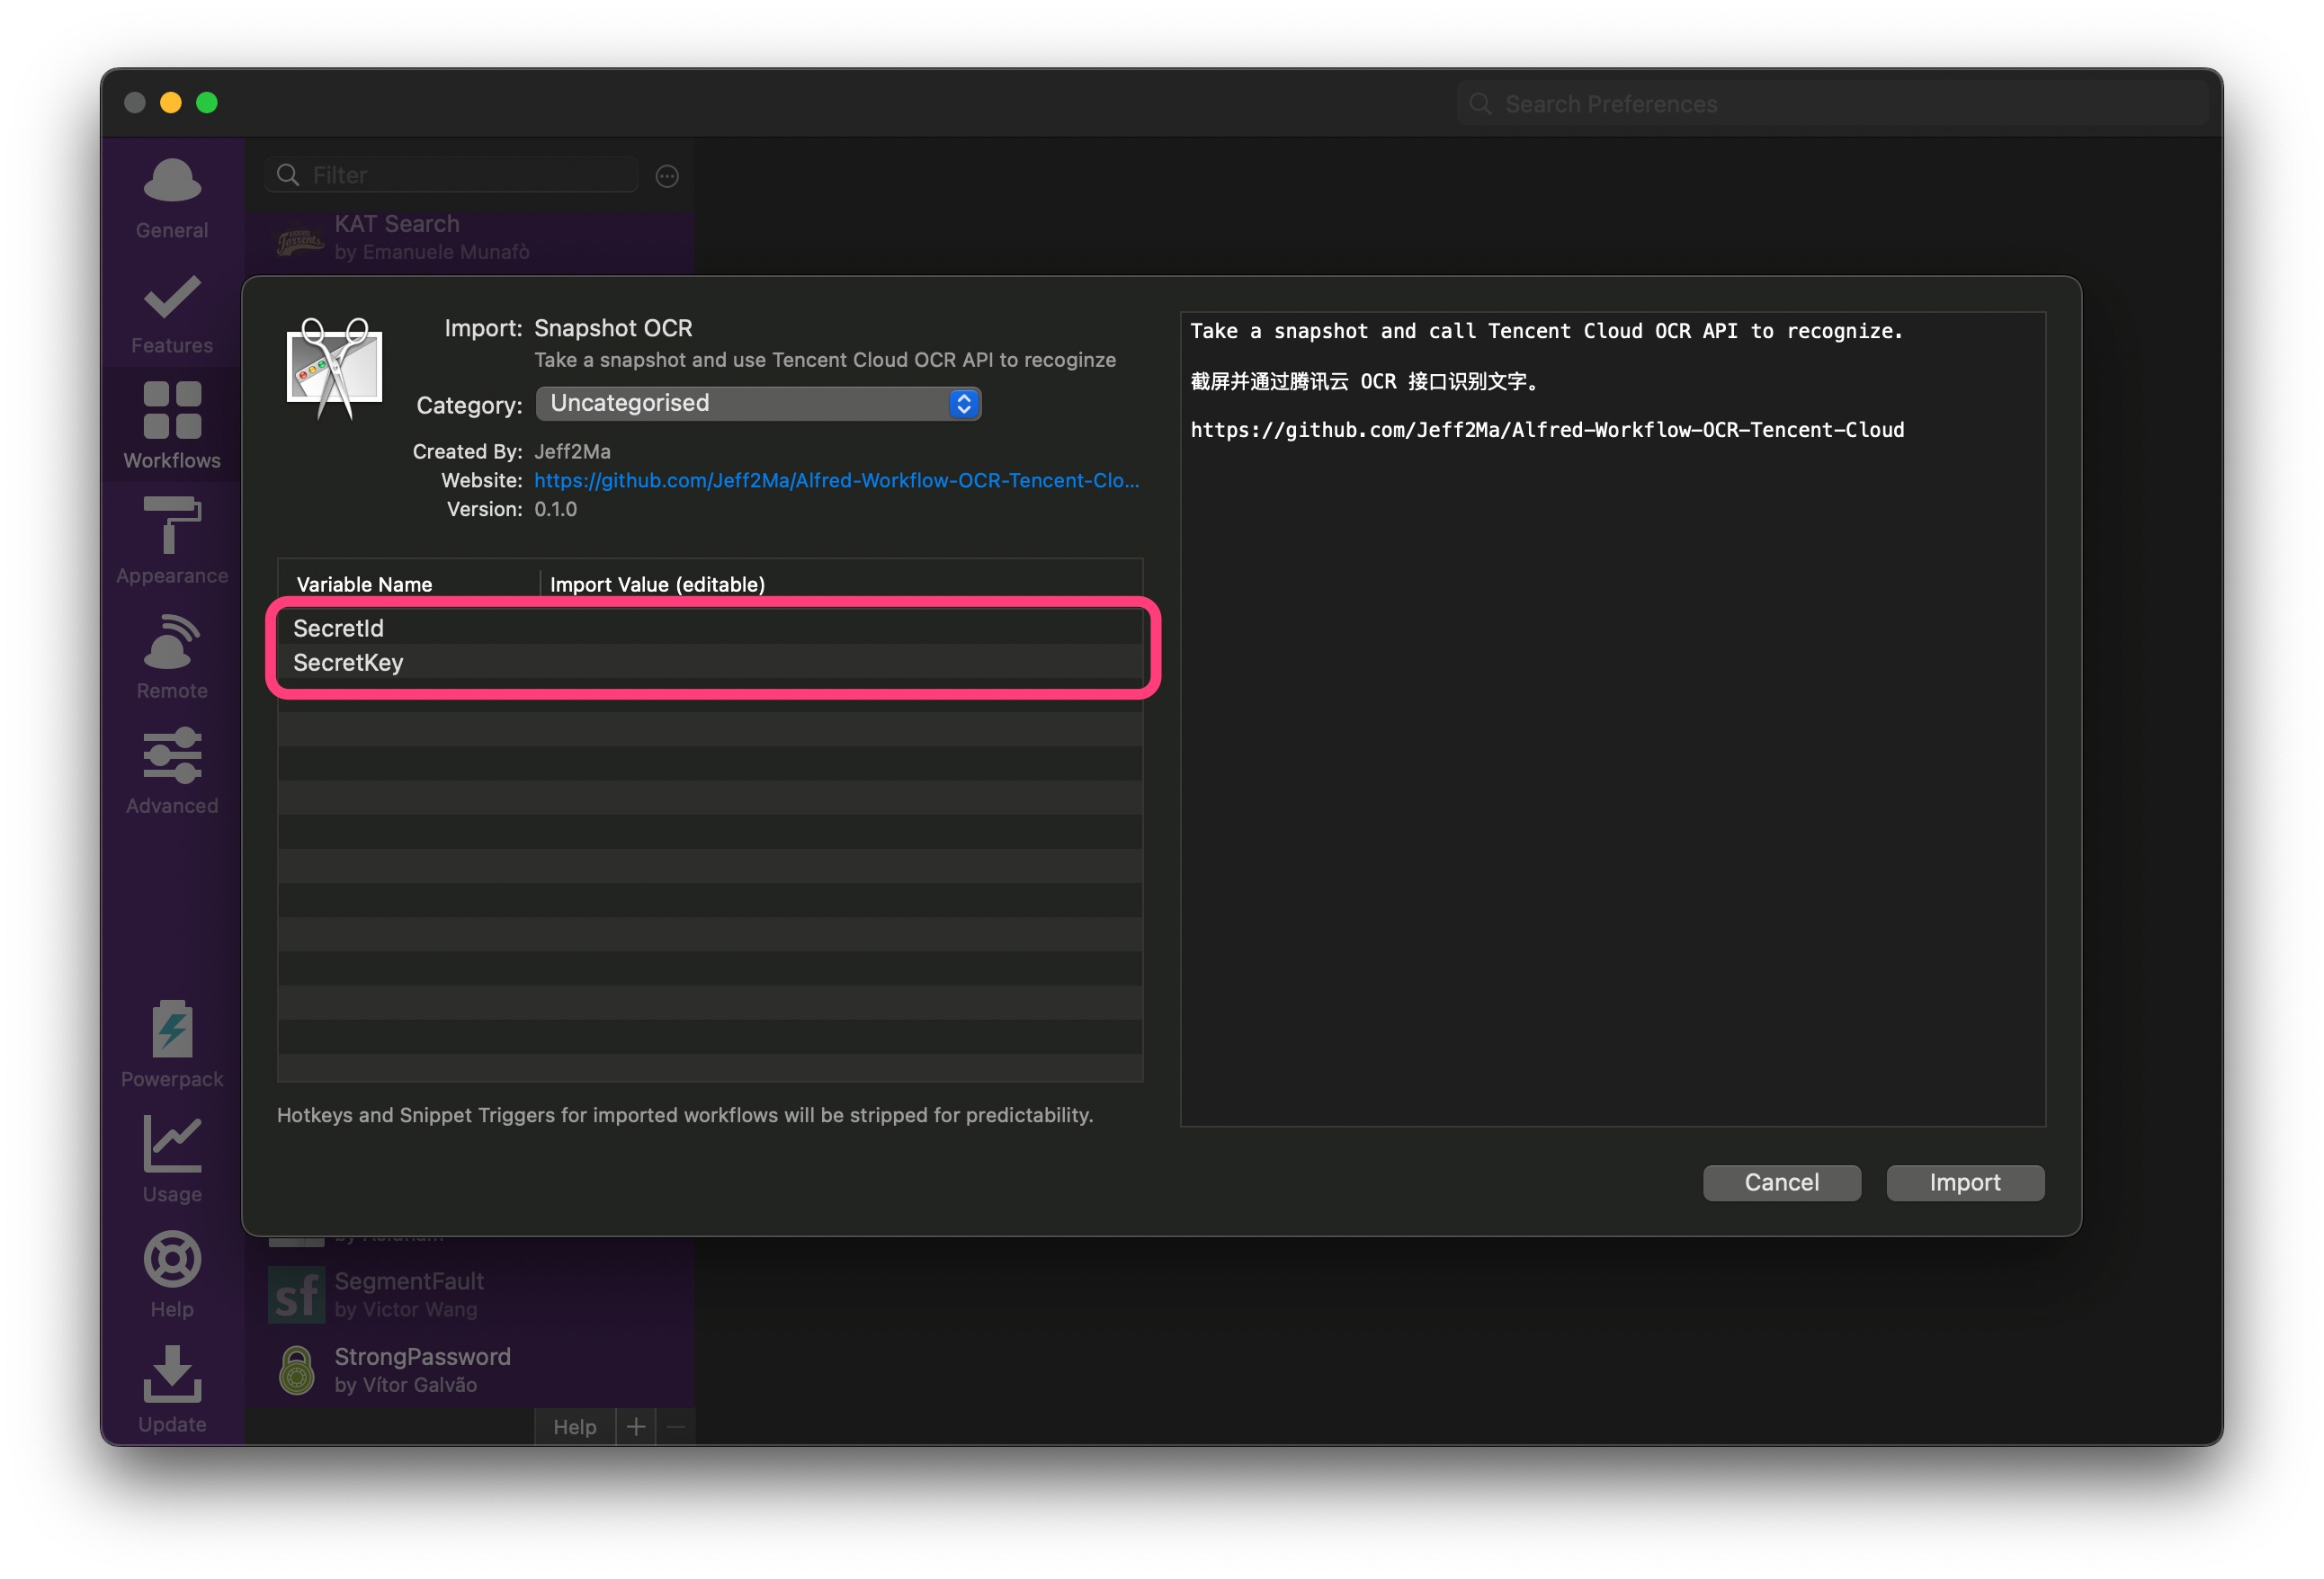 Search Preferences
General
Features
Workflows
Appearance
Remote
Advanced
Powerpack
Usage
Help
Update
Filter
KAT Search
by Emanuele Munafò
Import: Snapshot OCR
Take a snapshot and use Tencent Cloud OCR API to recoginze
Category: Uncategorised
Created By: Jeff2Ma
Website: https://github.com/Jeff2Ma/Alfred-Workflow-OCR-Tencent-Clo...
Version: 0.1.0
Variable Name Import Value (editable)
SecretId
SecretKey
Hotkeys and Snippet Triggers for imported workflows will be stripped for predictability.
Take a snapshot and call Tencent Cloud OCR API to recognize.
截屏并通过腾讯云 OCR 接口识别文字。
https://github.com/Jeff2Ma/Alfred-Workflow-OCR-Tencent-Cloud
Cancel Import
sf
SegmentFault
by Victor Wang
StrongPassword
by Vítor Galvão
Help